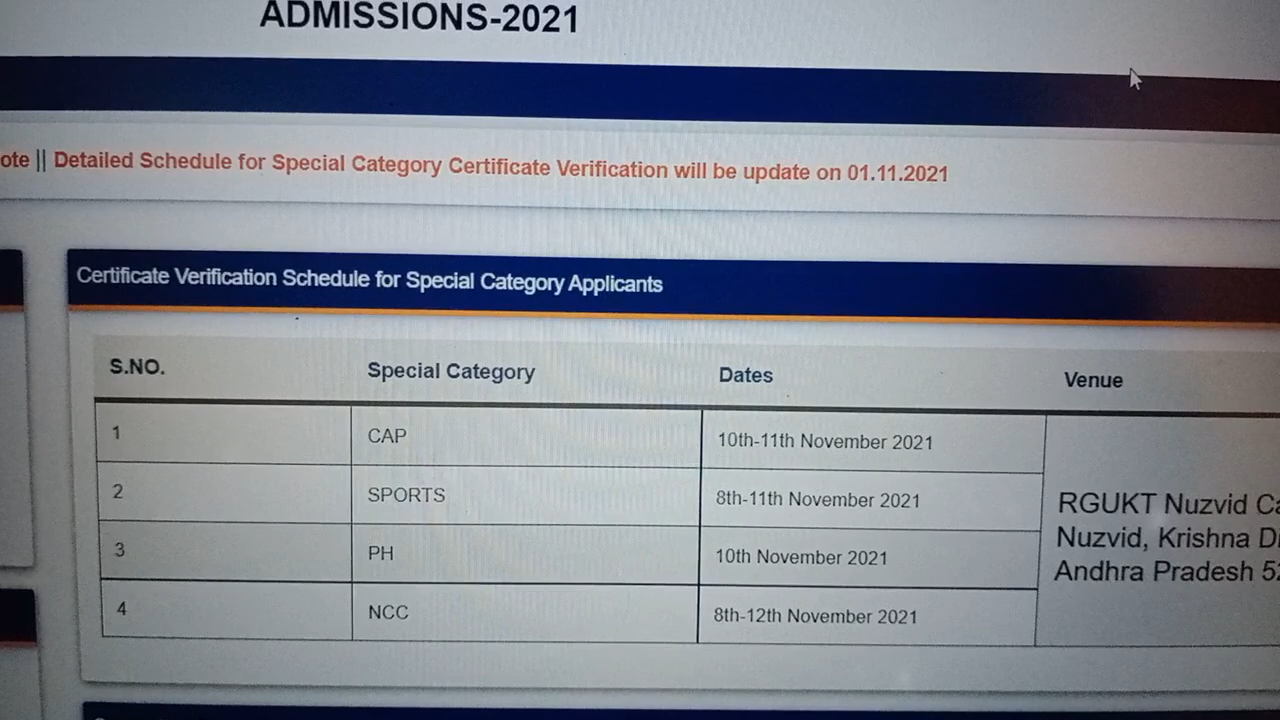 ADMISSIONS-2021
ote || Detailed Schedule for Special Category Certificate Verification will be update on 01.11.2021
Certificate Verification Schedule for Special Category Applicants
S.NO. Special Category Dates Venue
1 CAP 10th-11th November 2021
2 SPORTS 8th-11th November 2021
RGUKT Nuzvid Ca
Nuzvid, Krishna Di
3 PH 10th November 2021
Andhra Pradesh 52
4 NCC 8th-12th November 2021